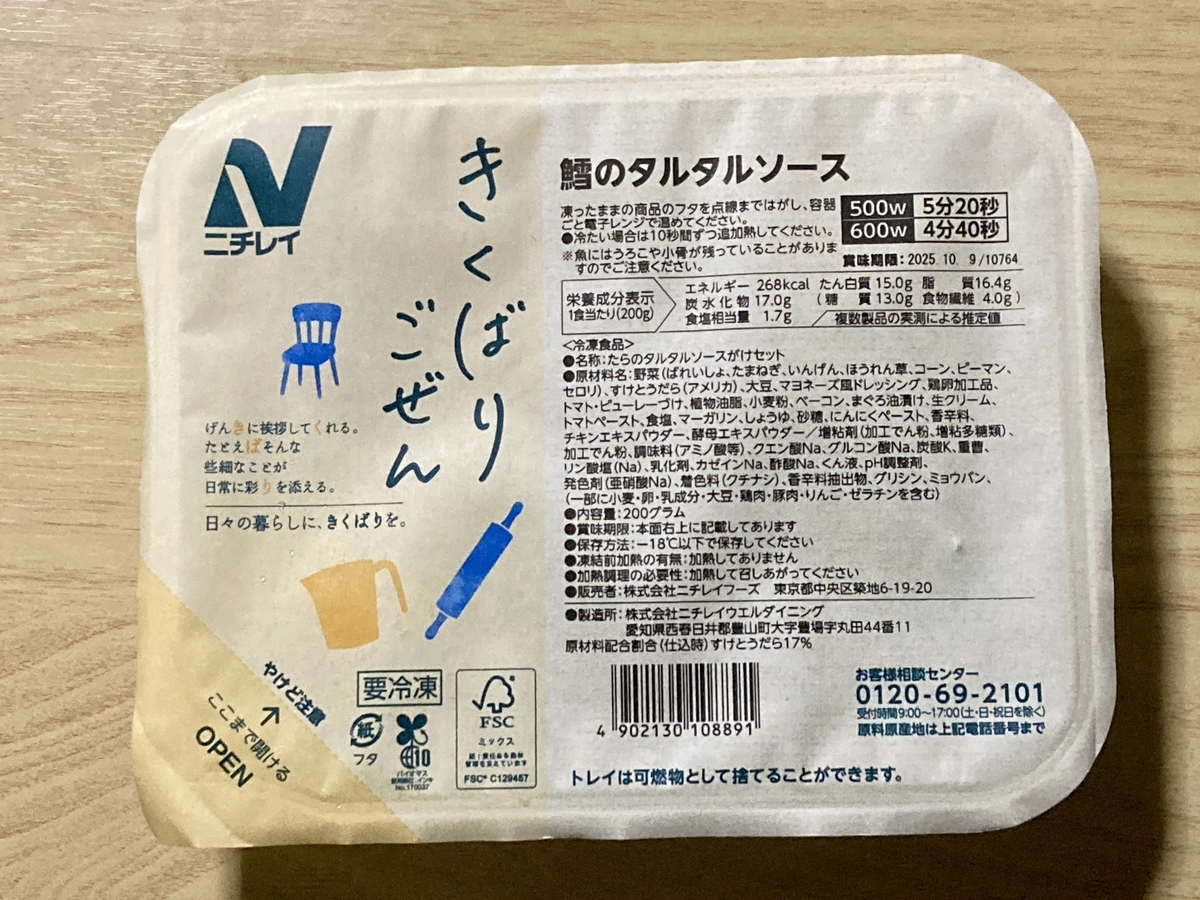 ニチレイ
きくばり
ごぜん
げんきに挨拶してくれる。
たとえばそんな
些細なことが
日常に彩りを添える。
日々の暮らしに、きくばりを。
やけど注意
ここまで開ける
OPEN
要冷凍
紙
フタ
10
バイオマス
No.170037
FSC
ミックス
紙｜責任ある森林
管理を支えています
FSC® C129457
鱈のタルタルソース
凍ったままの商品のフタを点線まではがし、容器
ごと電子レンジで温めてください。
●冷たい場合は10秒間ずつ追加熱してください。
※魚にはうろこや小骨が残っていることがありま
すのでご注意ください。
500w 5分20秒
600w 4分40秒
賞味期限：2025.10. 9/10764
栄養成分表示
1食当たり(200g)
エネルギー 268kcal たん白質 15.0g 脂 質16.4g
炭水化物 17.0g (糖 質 13.0g 食物繊維 4.0g)
食塩相当量 1.7g ／ 複数製品の実測による推定値
＜冷凍食品＞
●名称：たらのタルタルソースがけセット
●原材料名：野菜（ばれいしょ、たまねぎ、いんげん、ほうれん草、コーン、ピーマン、
セロリ）、すけとうだら（アメリカ）、大豆、マヨネーズ風ドレッシング、鶏卵加工品、
トマト・ピューレーづけ、植物油脂、小麦粉、ベーコン、まぐろ油漬け、生クリーム、
トマトペースト、食塩、マーガリン、しょうゆ、砂糖、にんにくペースト、香辛料、
チキンエキスパウダー、酵母エキスパウダー／増粘剤（加工でん粉、増粘多糖類）、
加工でん粉、調味料（アミノ酸等）、クエン酸Na、グルコン酸Na、炭酸K、重曹、
リン酸塩（Na）、乳化剤、カゼインNa、酢酸Na、くん液、pH調整剤、
発色剤（亜硝酸Na）、着色料（クチナシ）、香辛料抽出物、グリシン、ミョウバン、
（一部に小麦・卵・乳成分・大豆・鶏肉・豚肉・りんご・ゼラチンを含む）
●内容量：200グラム
●賞味期限：本面右上に記載してあります
●保存方法：－18℃以下で保存してください
●凍結前加熱の有無：加熱してありません
●加熱調理の必要性：加熱して召しあがってください
●販売者：株式会社ニチレイフーズ 東京都中央区築地6-19-20
●製造所：株式会社ニチレイウエルダイニング
愛知県西春日井郡豊山町大字豊場字丸田44番11
原材料配合割合（仕込時）すけとうだら17％
4 902130 108891
お客様相談センター
0120-69-2101
受付時間9:00～17:00（土・日・祝日を除く）
原料原産地は上記電話番号まで
トレイは可燃物として捨てることができます。